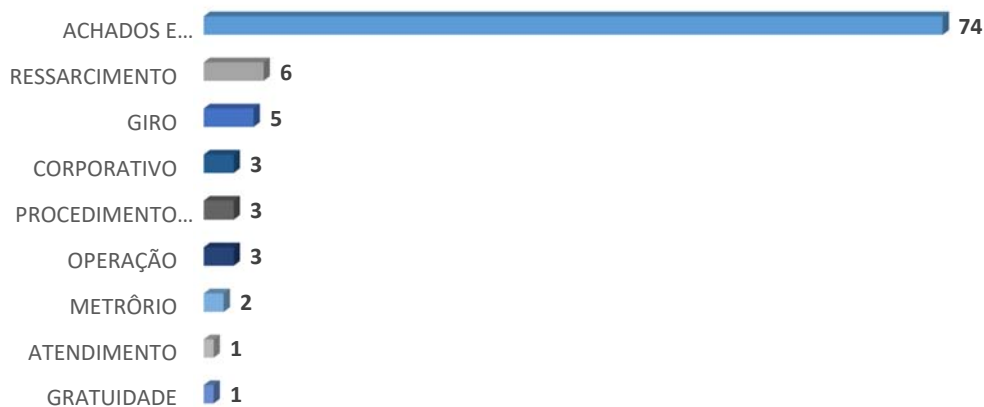 ACHADOS E... 74
RESSARCIMENTO 6
GIRO 5
CORPORATIVO 3
PROCEDIMENTO... 3
OPERAÇÃO 3
METRÔRIO 2
ATENDIMENTO 1
GRATUIDADE 1